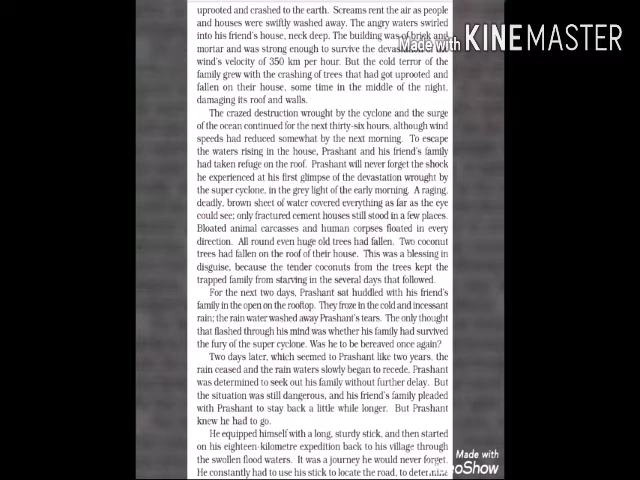 uprooted and crashed to the earth. Screams rent the air as people
and houses were swiftly washed away. The angry waters swirled
into his friend's house, neck deep. The building was of brick and
mortar and was strong enough to survive the devastation of the
wind's velocity of 350 km per hour. But the cold terror of the
family grew with the crashing of trees that had got uprooted and
fallen on their house, some time in the middle of the night,
damaging its roof and walls.
The crazed destruction wrought by the cyclone and the surge
of the ocean continued for the next thirty-six hours, although wind
speeds had reduced somewhat by the next morning. To escape
the waters rising in the house, Prashant and his friend's family
had taken refuge on the roof. Prashant will never forget the shock
he experienced at his first glimpse of the devastation wrought by
the super cyclone, in the grey light of the early morning. A raging,
deadly, brown sheet of water covered everything as far as the eye
could see; only fractured cement houses still stood in a few places.
Bloated animal carcasses and human corpses floated in every
direction. All round even huge old trees had fallen. Two coconut
trees had fallen on the roof of their house. This was a blessing in
disguise, because the tender coconuts from the trees kept the
trapped family from starving in the several days that followed.
For the next two days, Prashant sat huddled with his friend's
family in the open on the rooftop. They froze in the cold and incessant
rain; the rain water washed away Prashant's tears. The only thought
that flashed through his mind was whether his family had survived
the fury of the super cyclone. Was he to be bereaved once again?
Two days later, which seemed to Prashant like two years, the
rain ceased and the rain waters slowly began to recede. Prashant
was determined to seek out his family without further delay. But
the situation was still dangerous, and his friend's family pleaded
with Prashant to stay back a little while longer. But Prashant
knew he had to go.
He equipped himself with a long, sturdy stick, and then started
on his eighteen-kilometre expedition back to his village through
the swollen flood waters. It was a journey he would never forget.
He constantly had to use his stick to locate the road, to determine
Made with KINEMASTER
Made with
VideoShow